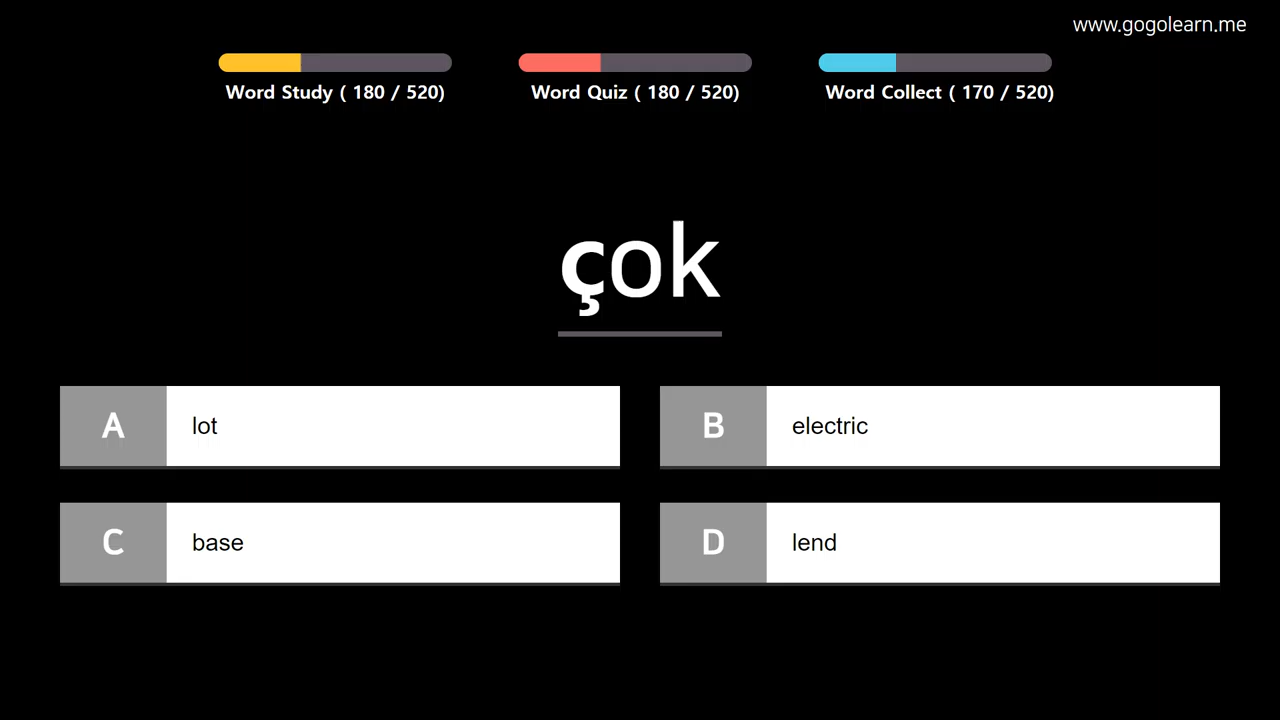 www.gogolearn.me
Word Study ( 180 / 520)
Word Quiz ( 180 / 520)
Word Collect ( 170 / 520)
çok
A lot
B electric
C base
D lend